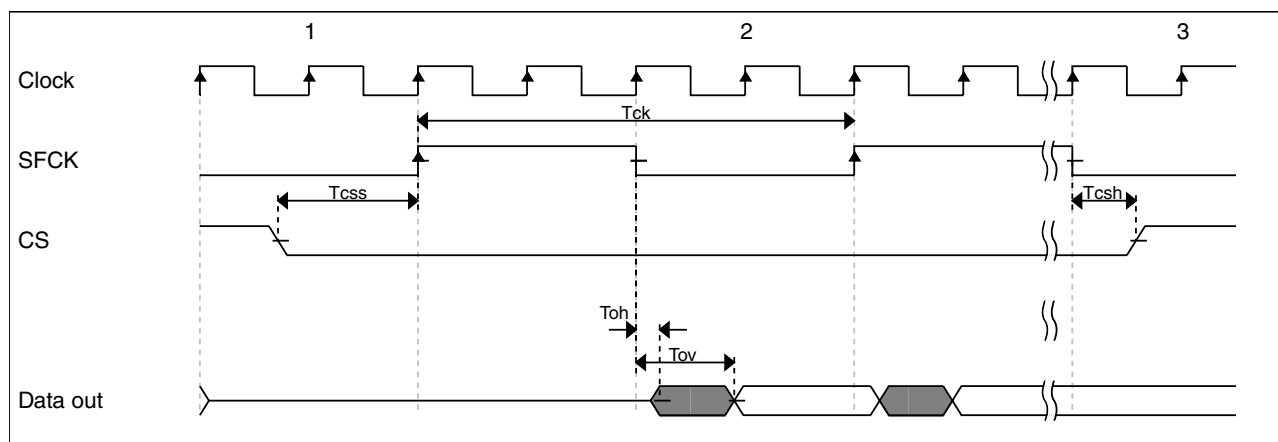 1 2 3
Clock
Tck
SFCK
Tcss Tcsh
CS
Toh
Tov
Data out